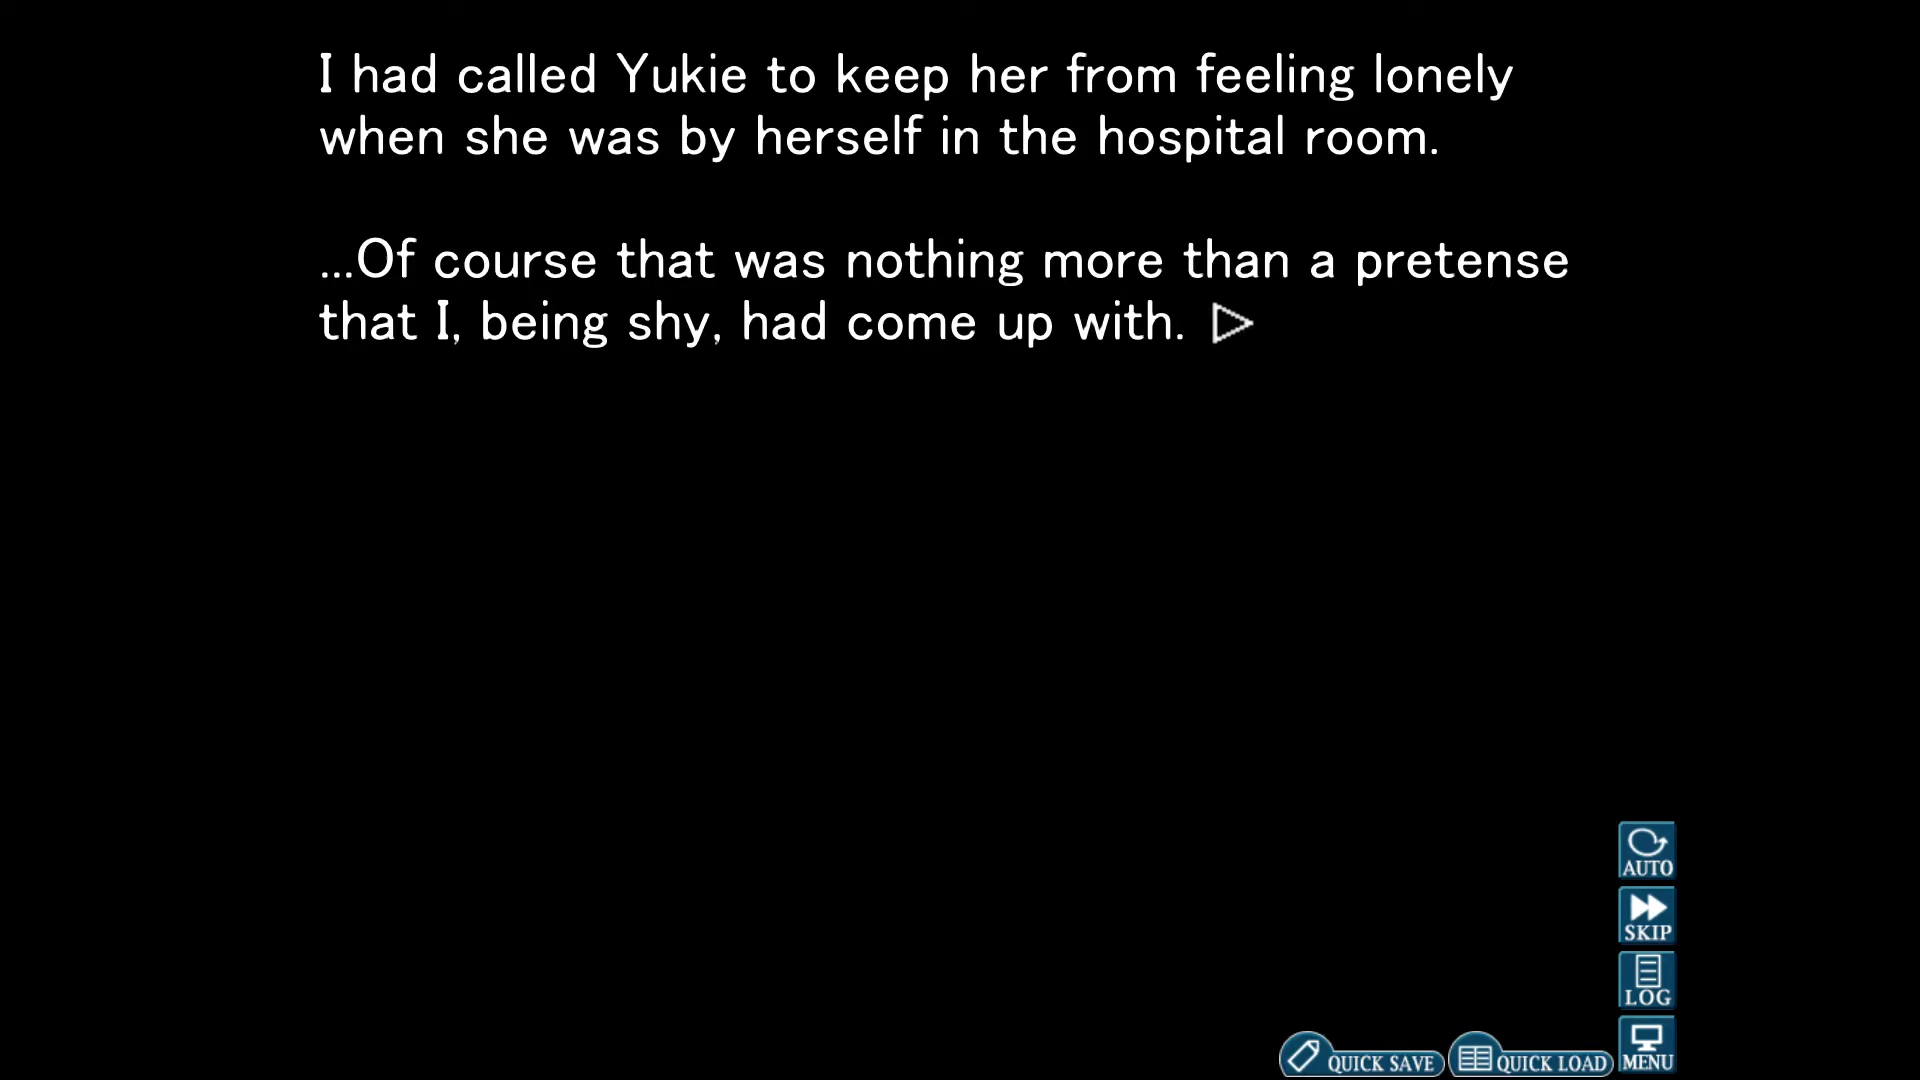 I had called Yukie to keep her from feeling lonely
when she was by herself in the hospital room.
...Of course that was nothing more than a pretense
that I, being shy, had come up with.
AUTO
SKIP
LOG
MENU
QUICK SAVE
QUICK LOAD